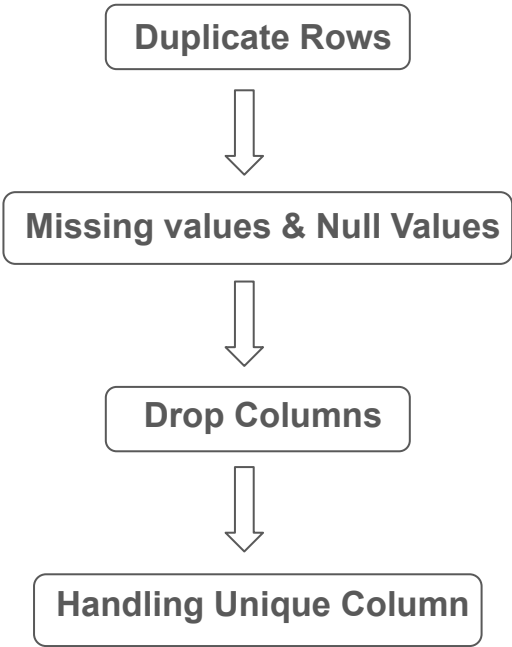 Duplicate Rows
Missing values & Null Values
Drop Columns
Handling Unique Column